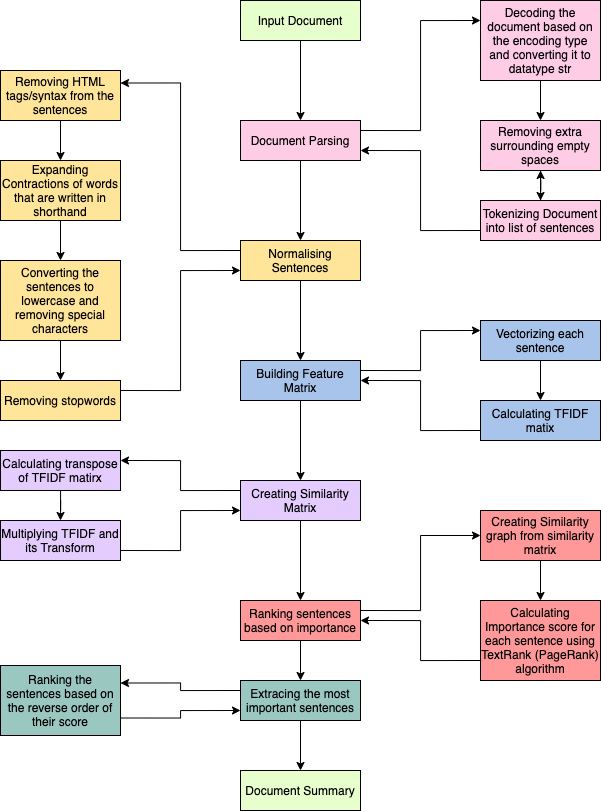 Input Document
Decoding the
document based on
the encoding type
and converting it to
datatype str
Removing HTML
tags/syntax from the
sentences
Document Parsing
Removing extra
surrounding empty
spaces
Expanding
Contractions of words
that are written in
shorthand
Tokenizing Document
into list of sentences
Normalising
Sentences
Converting the
sentences to
lowercase and
removing special
characters
Vectorizing each
sentence
Building Feature
Matrix
Removing stopwords
Calculating TFIDF
matix
Calculating transpose
of TFIDF matirx
Creating Similarity
Matrix
Multiplying TFIDF and
its Transform
Creating Similarity
graph from similarity
matrix
Ranking sentences
based on importance
Calculating
Importance score for
each sentence using
TextRank (PageRank)
algorithm
Ranking the
sentences based on
the reverse order of
their score
Extracing the most
important sentences
Document Summary